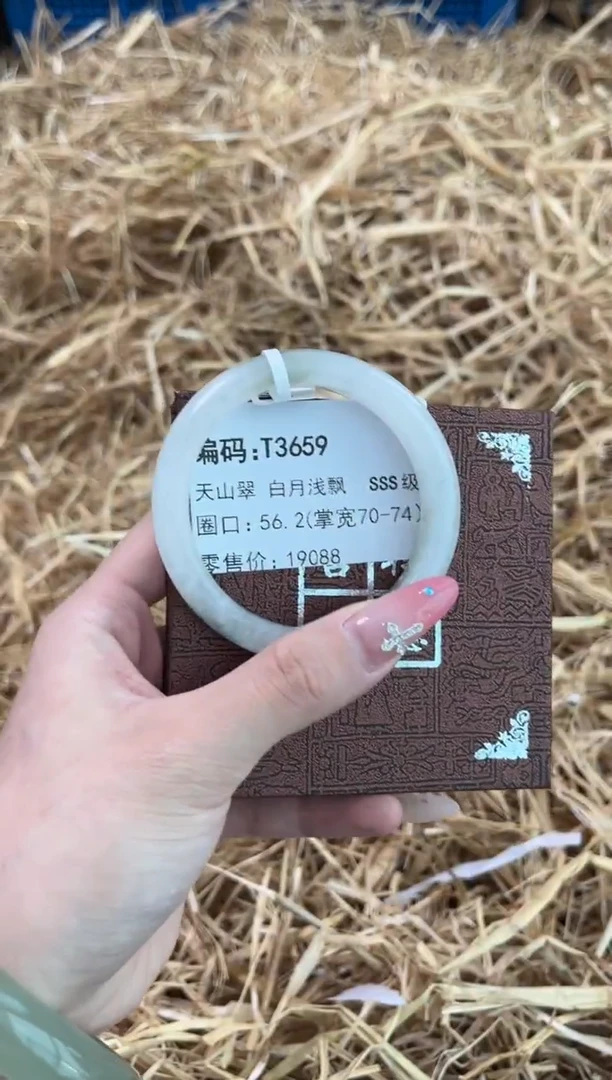 编码:T3659
天山翠 白月浅飘 SSS级
圈口: 56.2(掌宽70-74)
零售价: 19088